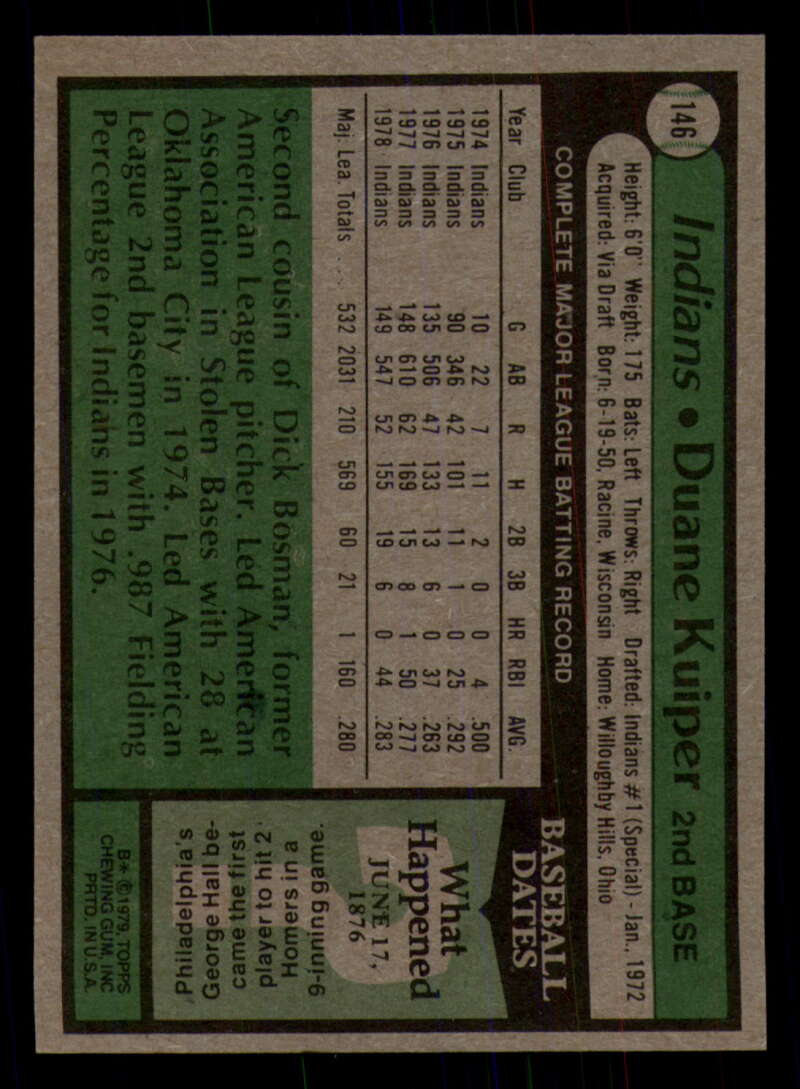 146
Indians • Duane Kuiper 2nd BASE
Height: 6'0" Weight: 175 Bats: Left Throws: Right Drafted: Indians #1 (Special) - Jan., 1972
Acquired: Via Draft Born: 6-19-50, Racine, Wisconsin Home: Willoughby Hills, Ohio
COMPLETE MAJOR LEAGUE BATTING RECORD
Year Club G AB R H 2B 3B HR RBI AVG.
1974 Indians 10 22 7 11 2 0 0 4 .500
1975 Indians 90 346 42 101 11 1 0 25 .292
1976 Indians 135 506 47 133 13 6 0 37 .263
1977 Indians 148 610 62 169 15 8 1 50 .277
1978 Indians 149 547 52 155 19 6 0 44 .283
Maj. Lea. Totals . . . 532 2031 210 569 60 21 1 160 .280
Second cousin of Dick Bosman, former
American League pitcher. Led American
Association in Stolen Bases with 28 at
Oklahoma City in 1974. Led American
League 2nd basemen with .987 Fielding
Percentage for Indians in 1976.
BASEBALL
DATES
What
Happened
JUNE 17,
1876
Philadelphia's
George Hall be-
came the first
player to hit 2
Homers in a
9-inning game.
B* © 1979, TOPPS
CHEWING GUM, INC
PRTD. IN U.S.A.